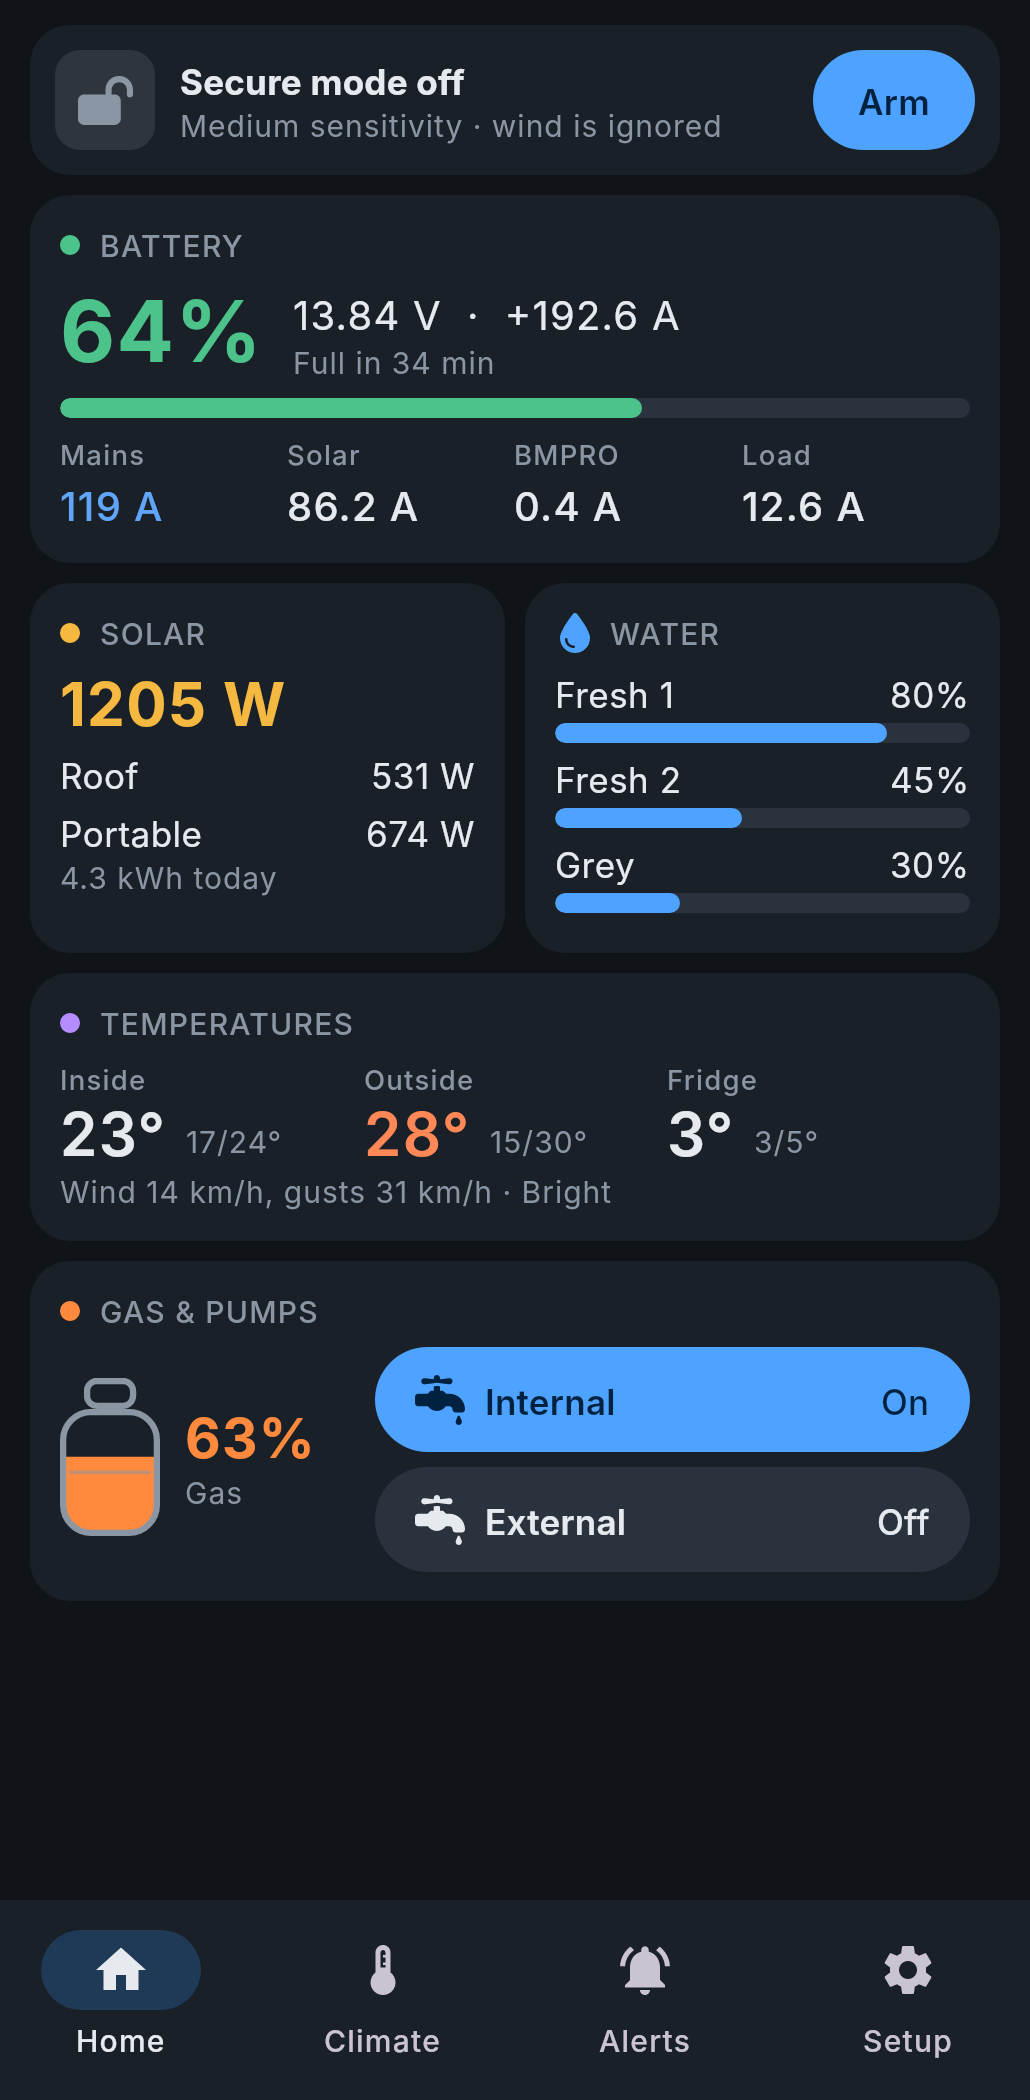 Secure mode off
Medium sensitivity · wind is ignored
Arm
BATTERY
64%
13.84 V · +192.6 A
Full in 34 min
Mains Solar BMPRO Load
119 A 86.2 A 0.4 A 12.6 A
SOLAR
1205 W
Roof 531 W
Portable 674 W
4.3 kWh today
WATER
Fresh 1 80%
Fresh 2 45%
Grey 30%
TEMPERATURES
Inside Outside Fridge
23° 17/24° 28° 15/30° 3° 3/5°
Wind 14 km/h, gusts 31 km/h · Bright
GAS & PUMPS
63%
Gas
Internal On
External Off
Home Climate Alerts Setup